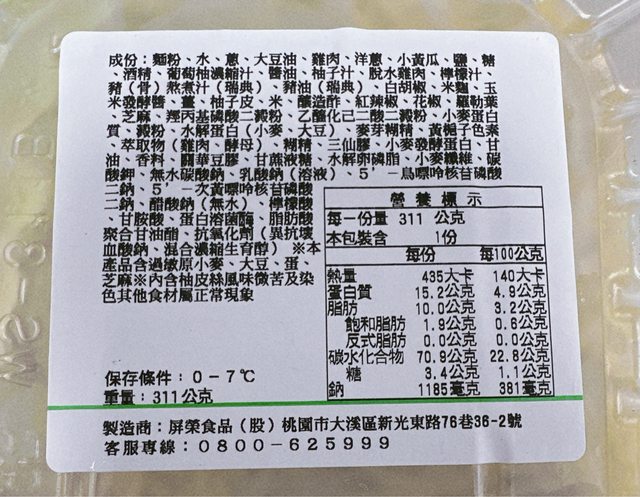 成份：麵粉、水、蔥、大豆油、雞肉、洋蔥、小黃瓜、鹽、糖
、酒精、葡萄柚濃縮汁、醬油、柚子汁、脫水雞肉、檸檬汁、
豬（骨）熬煮汁（瑞典）、豬油（瑞典）、白胡椒、米麴、玉
米發酵醬、薑、柚子皮、米、釀造酢、紅辣椒、花椒、羅勒葉
、芝麻、羥丙基磷酸二澱粉、乙醯化己二酸二澱粉、小麥蛋白
質、澱粉、水解蛋白（小麥、大豆）、麥芽糊精、黃梔子色素
、萃取物（雞肉、酵母）、糊精、三仙膠、小麥發酵蛋白、甘
油、香料、關華豆膠、甘蔗液糖、水解卵磷脂、小麥纖維、碳
酸鉀、無水碳酸鈉、乳酸鈉（溶液）、５’－鳥嘌呤核苷磷酸
二鈉、５’－次黃嘌呤核苷磷酸
二鈉、醋酸鈉（無水）、檸檬酸
、甘胺酸、蛋白溶菌酶、脂肪酸
聚合甘油酯、抗氧化劑（異抗壞
血酸鈉、混合濃縮生育醇） ※本
產品含過敏原小麥、大豆、蛋、
芝麻※內含柚皮絲風味微苦及染
色其他食材屬正常現象
營養標示
每一份量 311 公克
本包裝含 1份
每份 每100公克
熱量 435大卡 140大卡
蛋白質 15.2公克 4.9公克
脂肪 10.0公克 3.2公克
飽和脂肪 1.9公克 0.6公克
反式脂肪 0.0公克 0.0公克
碳水化合物 70.9公克 22.8公克
糖 3.4公克 1.1公克
鈉 1185毫克 381毫克
保存條件：0－7℃
重量：311公克
製造商：屏榮食品（股）桃園市大溪區新光東路76巷36-2號
客服專線：0800－625999